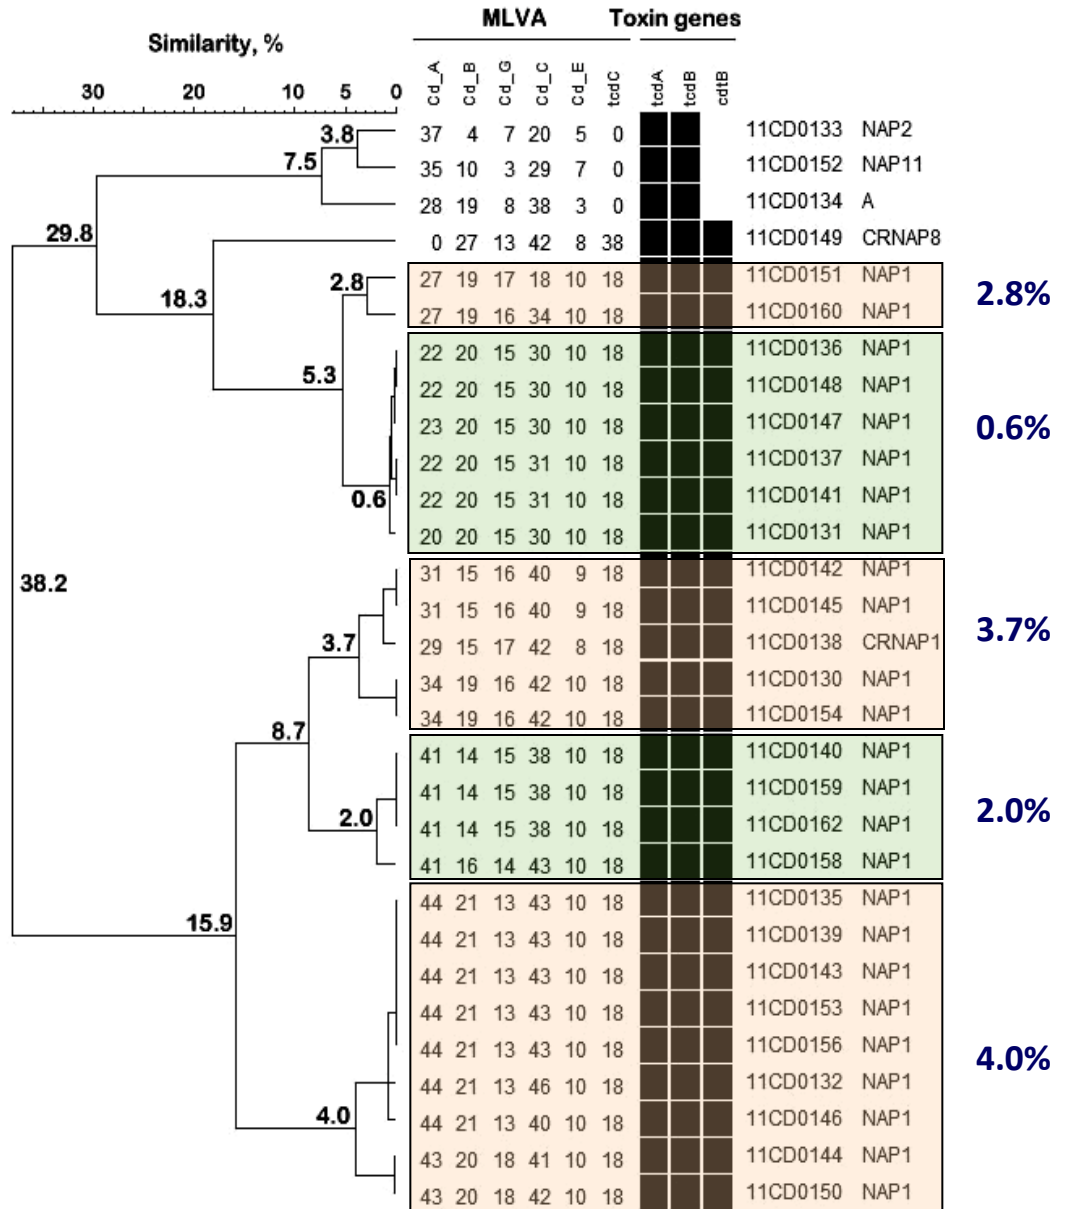 MLVA Toxin genes
Similarity, %
30 20 10 5 0 Cd_A Cd_B Cd_G Cd_C Cd_E tcdC tcdA tcdB cdtB
3.8 37 4 7 20 5 0 11CD0133 NAP2
7.5 35 10 3 29 7 0 11CD0152 NAP11
28 19 8 38 3 0 11CD0134 A
29.8 0 27 13 42 8 38 11CD0149 CRNAP8
2.8 27 19 17 18 10 18 11CD0151 NAP1 2.8%
18.3 27 19 16 34 10 18 11CD0160 NAP1
22 20 15 30 10 18 11CD0136 NAP1
5.3 22 20 15 30 10 18 11CD0148 NAP1
23 20 15 30 10 18 11CD0147 NAP1 0.6%
22 20 15 31 10 18 11CD0137 NAP1
0.6 22 20 15 31 10 18 11CD0141 NAP1
20 20 15 30 10 18 11CD0131 NAP1
38.2 31 15 16 40 9 18 11CD0142 NAP1
31 15 16 40 9 18 11CD0145 NAP1
3.7 29 15 17 42 8 18 11CD0138 CRNAP1 3.7%
34 19 16 42 10 18 11CD0130 NAP1
8.7 34 19 16 42 10 18 11CD0154 NAP1
41 14 15 38 10 18 11CD0140 NAP1
41 14 15 38 10 18 11CD0159 NAP1
2.0 41 14 15 38 10 18 11CD0162 NAP1 2.0%
41 16 14 43 10 18 11CD0158 NAP1
15.9 44 21 13 43 10 18 11CD0135 NAP1
44 21 13 43 10 18 11CD0139 NAP1
44 21 13 43 10 18 11CD0143 NAP1
44 21 13 43 10 18 11CD0153 NAP1
44 21 13 43 10 18 11CD0156 NAP1 4.0%
44 21 13 46 10 18 11CD0132 NAP1
4.0 44 21 13 40 10 18 11CD0146 NAP1
43 20 18 41 10 18 11CD0144 NAP1
43 20 18 42 10 18 11CD0150 NAP1